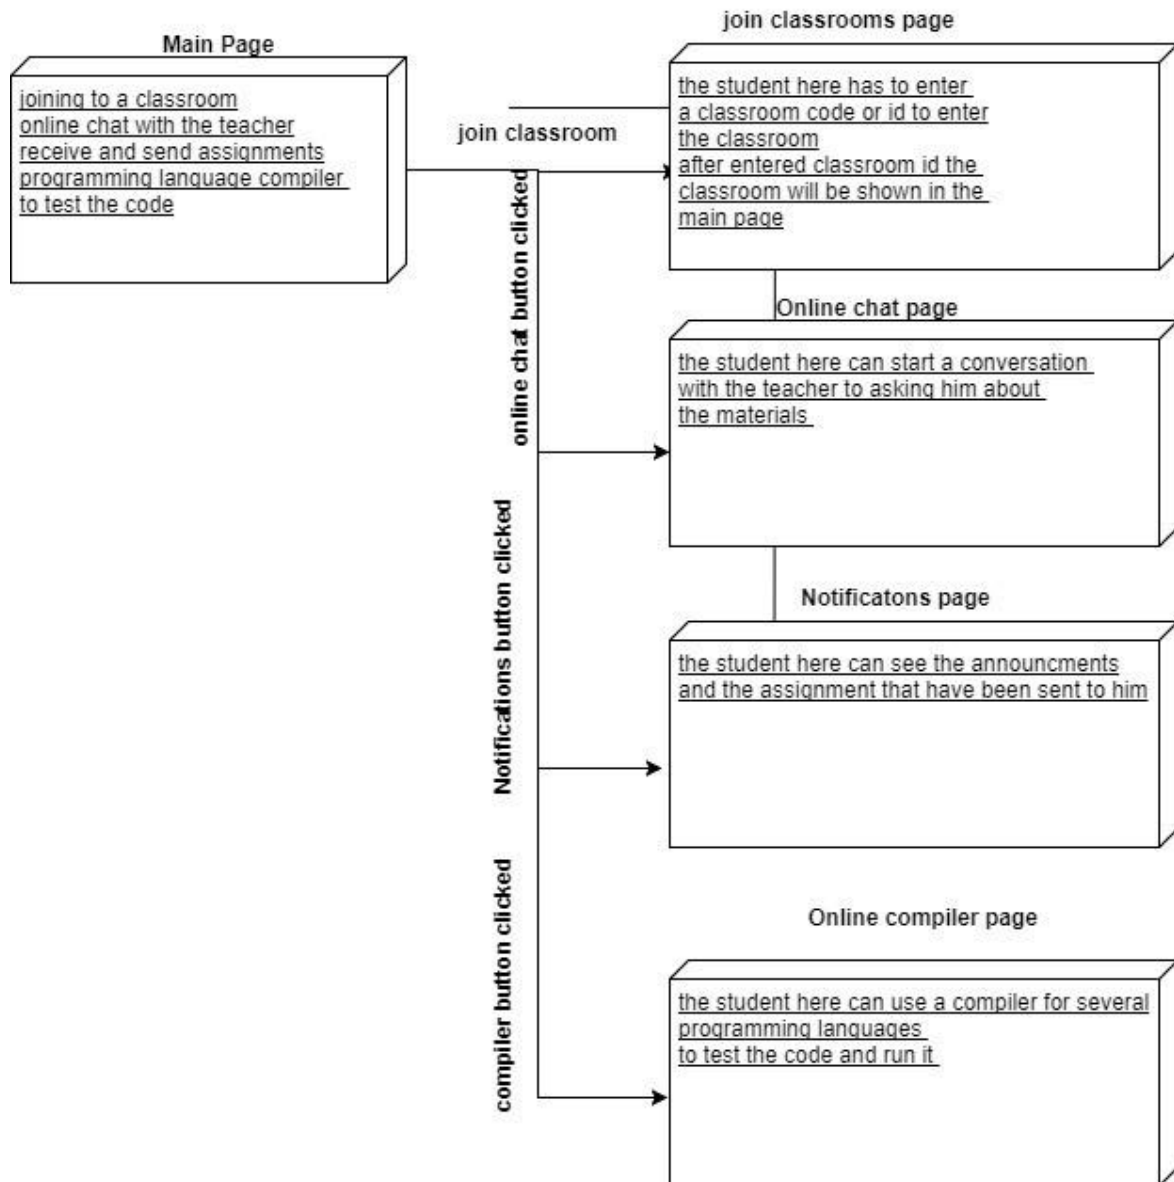 Main Page
joining to a classroom
online chat with the teacher
receive and send assignments
programming language compiler
to test the code
join classroom
online chat button clicked
Notifications button clicked
compiler button clicked
join classrooms page
the student here has to enter
a classroom code or id to enter
the classroom
after entered classroom id the
classroom will be shown in the
main page
Online chat page
the student here can start a conversation
with the teacher to asking him about
the materials
Notificatons page
the student here can see the announcments
and the assignment that have been sent to him
Online compiler page
the student here can use a compiler for several
programming languages
to test the code and run it